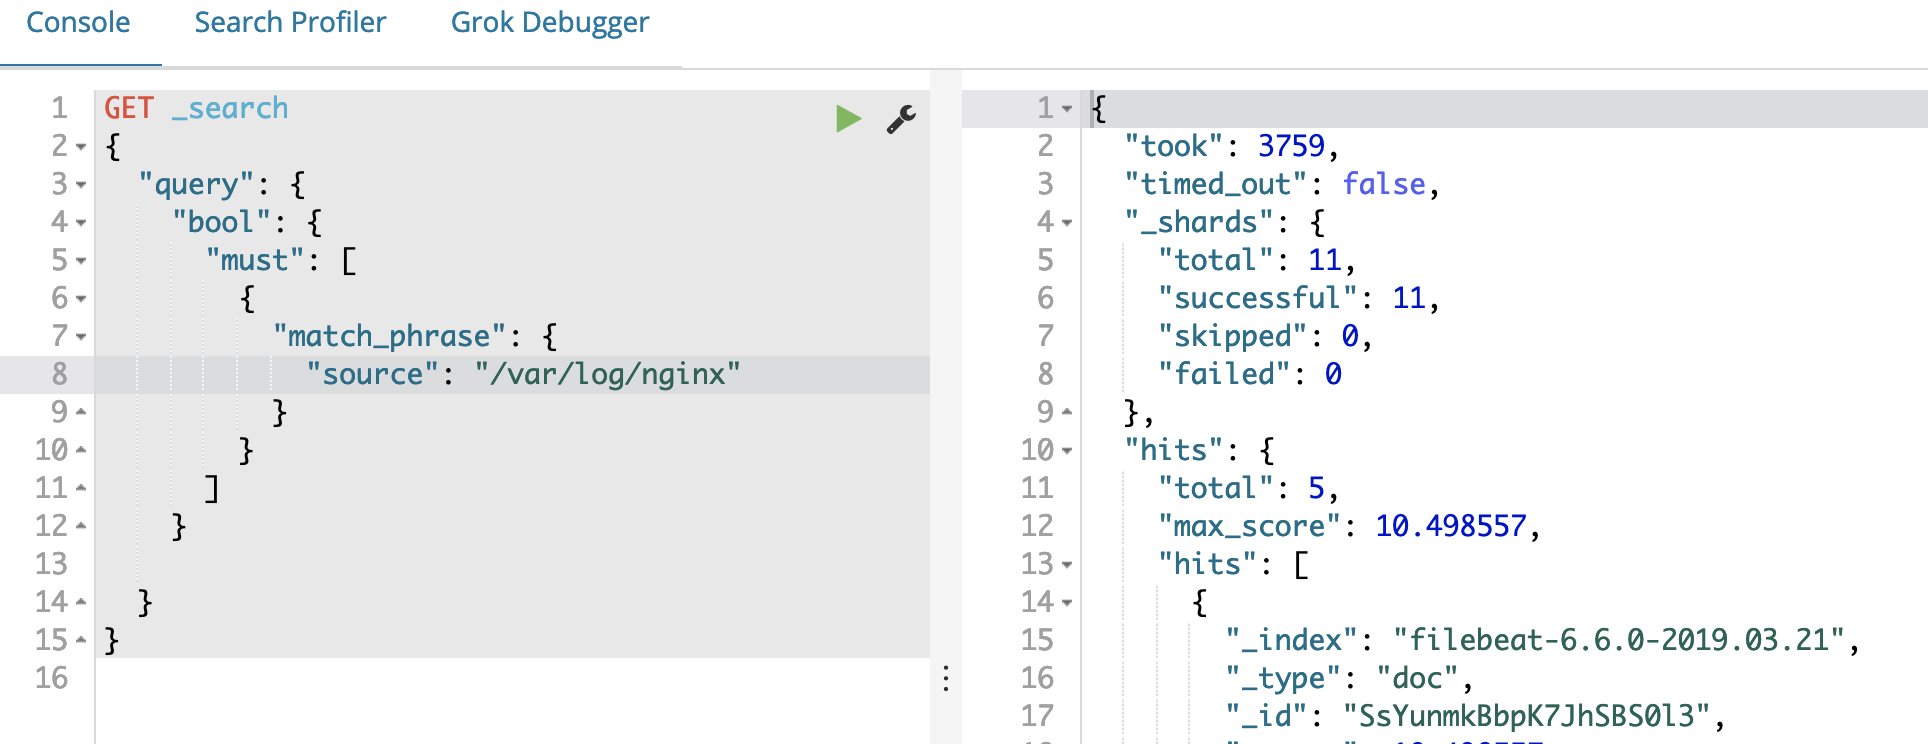 Console Search Profiler Grok Debugger
1 GET _search
2 {
3 "query": {
4 "bool": {
5 "must": [
6 {
7 "match_phrase": {
8 "source": "/var/log/nginx"
9 }
10 }
11 ]
12 }
13
14 }
15 }
16
1 {
2 "took": 3759,
3 "timed_out": false,
4 "_shards": {
5 "total": 11,
6 "successful": 11,
7 "skipped": 0,
8 "failed": 0
9 },
10 "hits": {
11 "total": 5,
12 "max_score": 10.498557,
13 "hits": [
14 {
15 "_index": "filebeat-6.6.0-2019.03.21",
16 "_type": "doc",
17 "_id": "SsYunmkBbpK7JhSBS0l3",